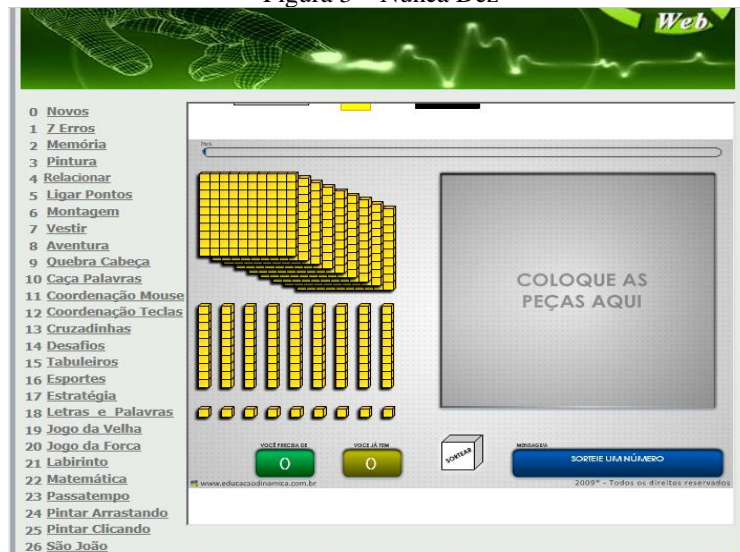 Figura 3 – Nunca Dez
Web
0 Novos
1 7 Erros
2 Memória
3 Pintura
4 Relacionar
5 Ligar Pontos
6 Montagem
7 Vestir
8 Aventura
9 Quebra Cabeça
10 Caça Palavras
11 Coordenação Mouse
12 Coordenação Teclas
13 Cruzadinhas
14 Desafios
15 Tabuleiros
16 Esportes
17 Estratégia
18 Letras e Palavras
19 Jogo da Velha
20 Jogo da Forca
21 Labirinto
22 Matemática
23 Passatempo
24 Pintar Arrastando
25 Pintar Clicando
26 São João
COLOQUE AS
PEÇAS AQUI
VOCÊ PRECISA DE
0
VOCÊ JÁ TEM
0
SORTEAR
MENSAGEM
SORTEIE UM NÚMERO
www.educacaodinamica.com.br
2009® - Todos os direitos reservados